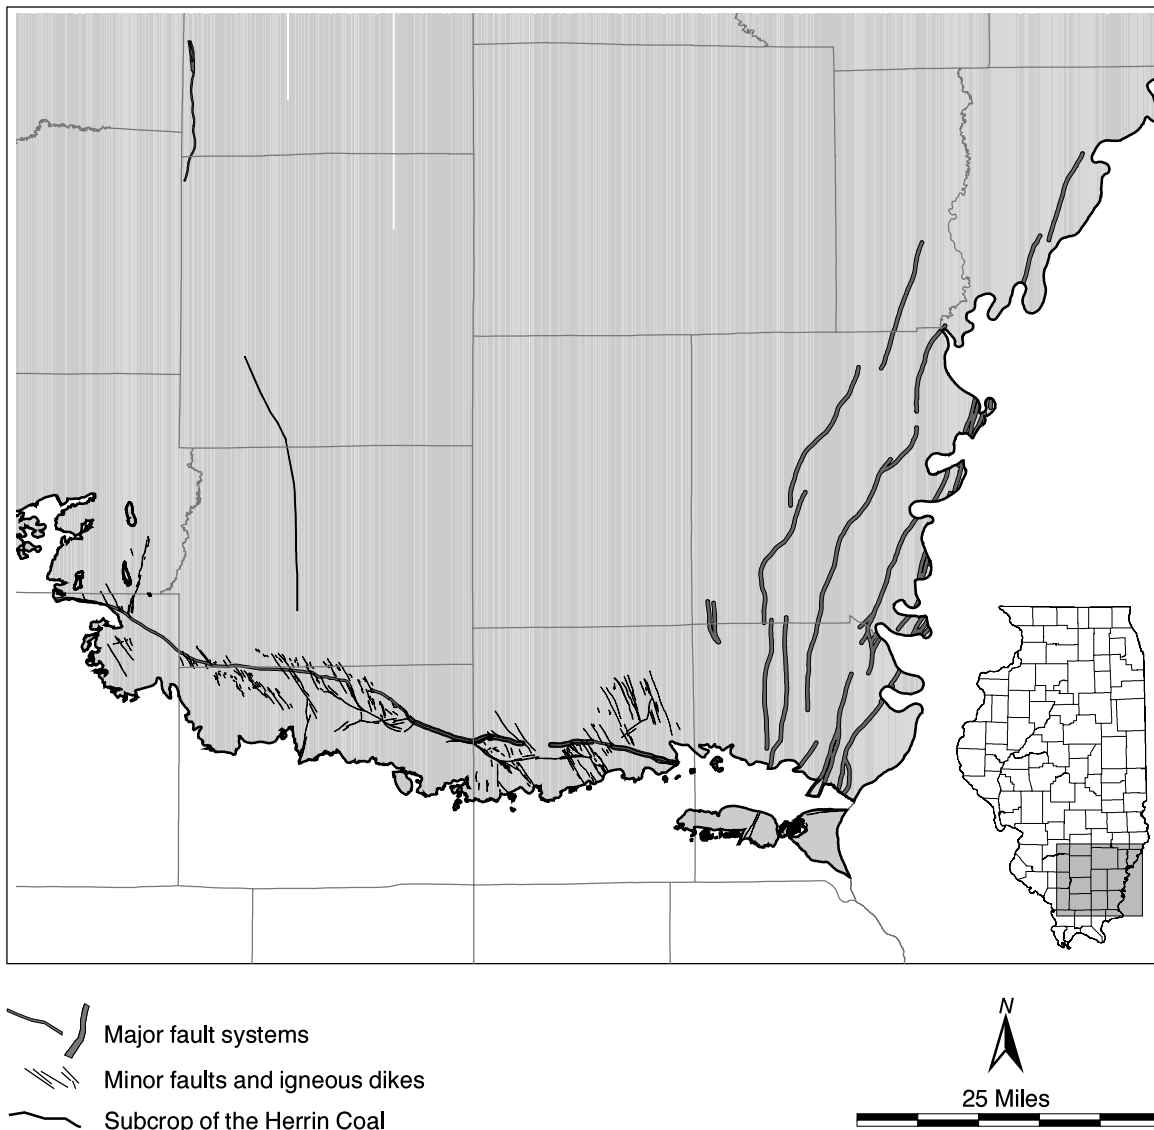 Major fault systems
Minor faults and igneous dikes
Subcrop of the Herrin Coal
N
25 Miles